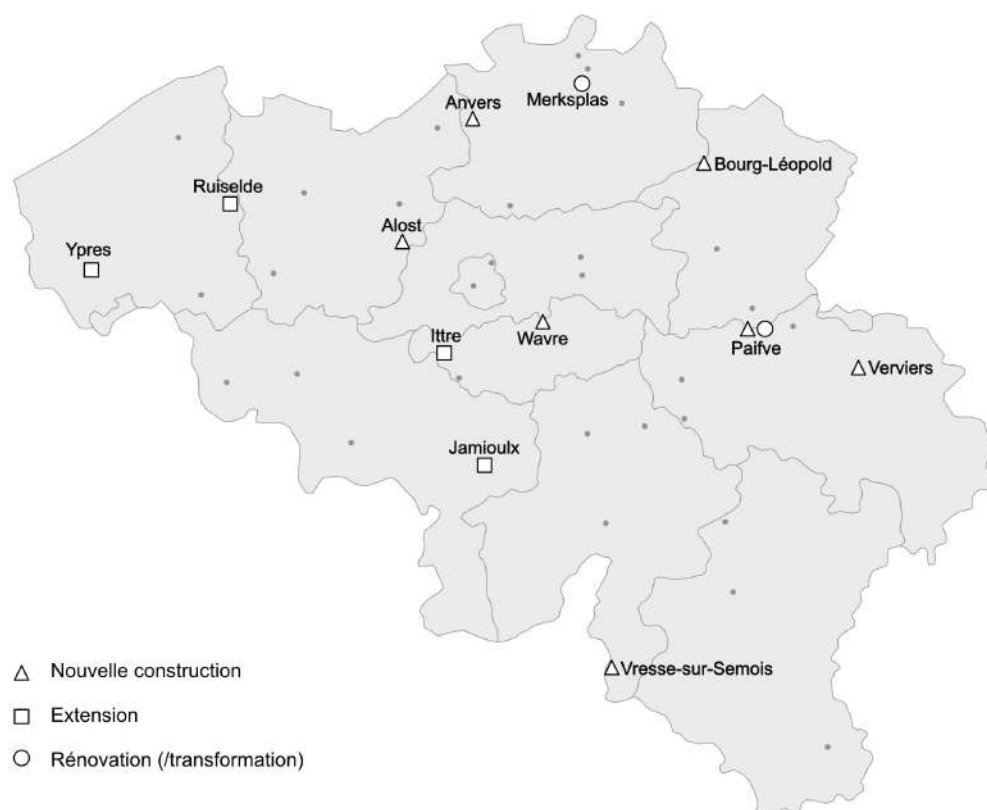 Anvers
Merksplas
Bourg-Léopold
Ruiselde
Alost
Ypres
Ittre
Wavre
Paifve
Verviers
Jamioulx
Vresse-sur-Semois
Nouvelle construction
Extension
Rénovation (/transformation)